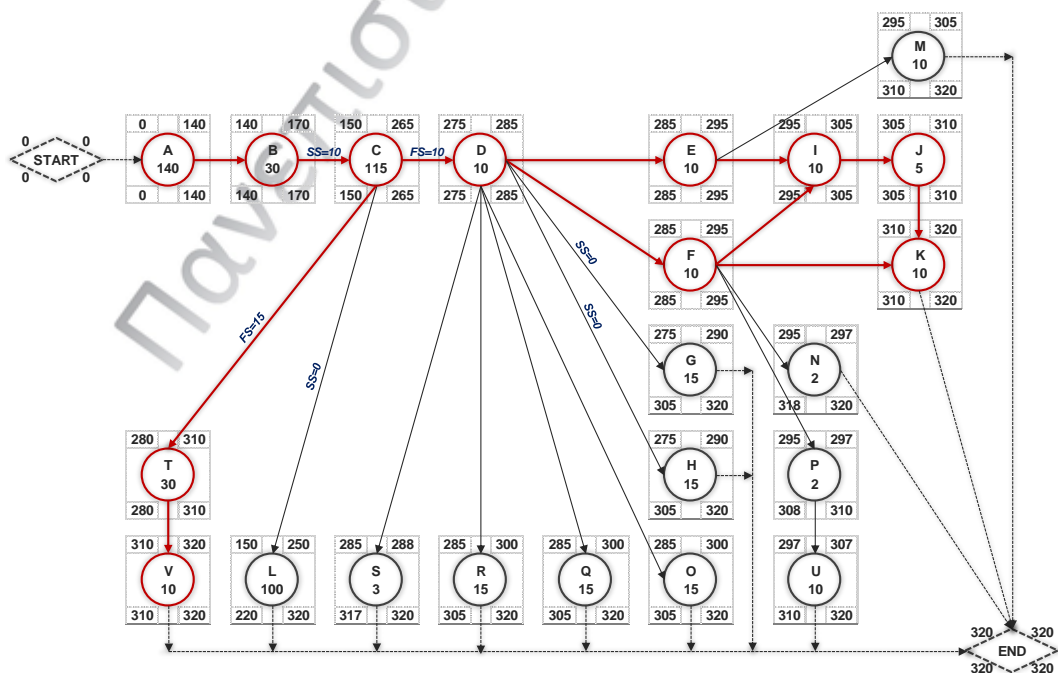 Πανεπισ
295 305
M
10
310 320
0 0
START
0 0
0 140
A
140
0 140
140 170
B
30
140 170
SS=10
150 265
C
115
150 265
FS=10
275 285
D
10
275 285
285 295
E
10
285 295
295 305
I
10
295 305
305 310
J
5
305 310
285 295
F
10
285 295
310 320
K
10
310 320
SS=0
SS=0
FS=15
SS=0
275 290
G
15
305 320
295 297
N
2
318 320
280 310
T
30
280 310
275 290
H
15
305 320
295 297
P
2
308 310
310 320
V
10
310 320
150 250
L
100
220 320
285 288
S
3
317 320
285 300
R
15
305 320
285 300
Q
15
305 320
285 300
O
15
305 320
297 307
U
10
310 320
320 320
END
320 320